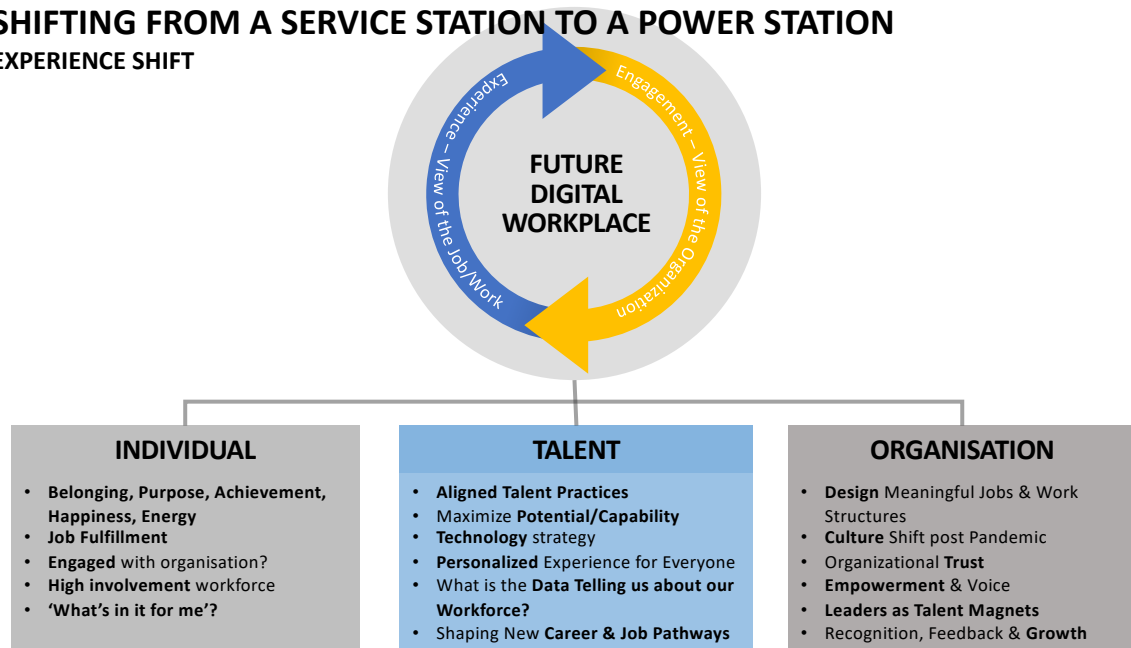 SHIFTING FROM A SERVICE STATION TO A POWER STATION
EXPERIENCE SHIFT
Experience – View of the Job/Work
Engagement – View of the Organization
FUTURE
DIGITAL
WORKPLACE
INDIVIDUAL
• Belonging, Purpose, Achievement,
Happiness, Energy
• Job Fulfillment
• Engaged with organisation?
• High involvement workforce
• ‘What’s in it for me’?
TALENT
• Aligned Talent Practices
• Maximize Potential/Capability
• Technology strategy
• Personalized Experience for Everyone
• What is the Data Telling us about our
Workforce?
• Shaping New Career & Job Pathways
ORGANISATION
• Design Meaningful Jobs & Work
Structures
• Culture Shift post Pandemic
• Organizational Trust
• Empowerment & Voice
• Leaders as Talent Magnets
• Recognition, Feedback & Growth